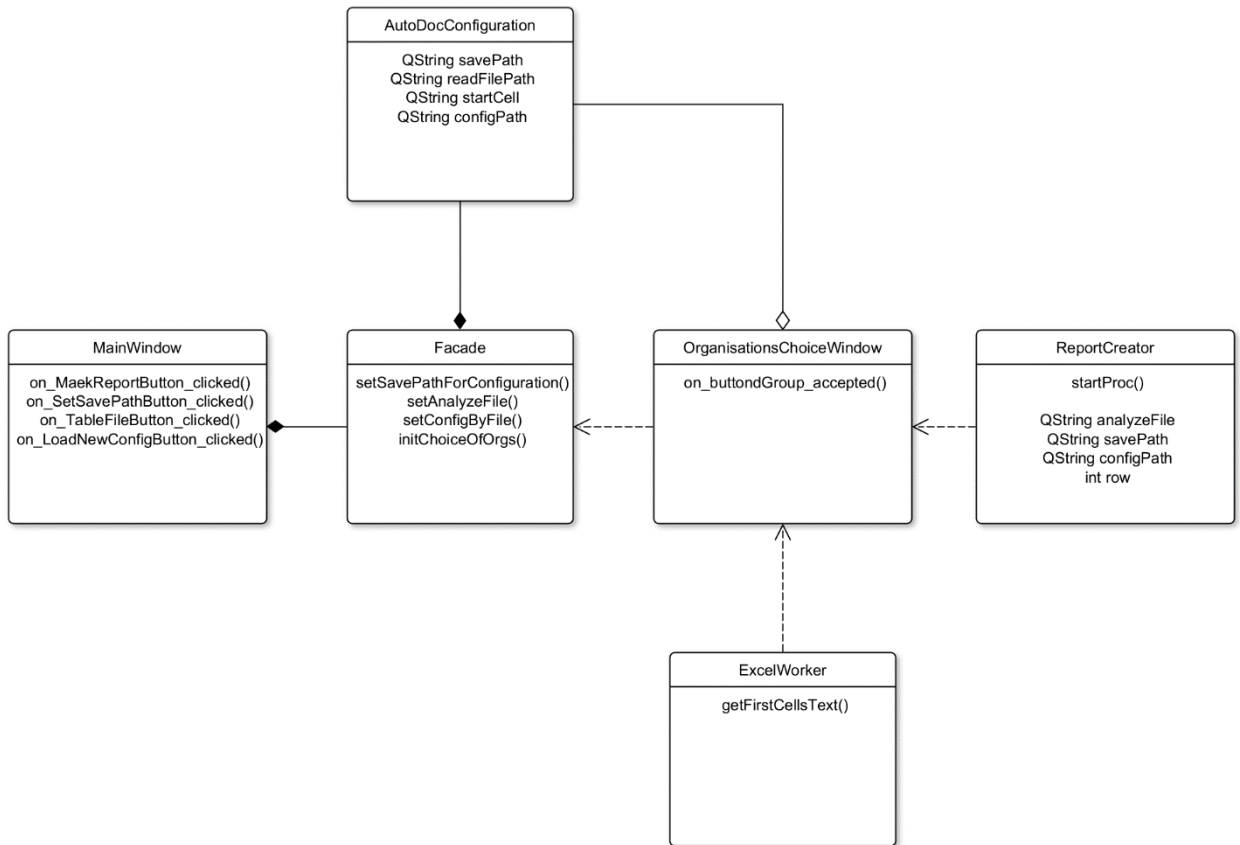 AutoDocConfiguration
QString savePath
QString readFilePath
QString startCell
QString configPath
MainWindow
on_MaekReportButton_clicked()
on_SetSavePathButton_clicked()
on_TableFileButton_clicked()
on_LoadNewConfigButton_clicked()
Facade
setSavePathForConfiguration()
setAnalyzeFile()
setConfigByFile()
initChoiceOfOrgs()
OrganisationsChoiceWindow
on_buttondGroup_accepted()
ReportCreator
startProc()
QString analyzeFile
QString savePath
QString configPath
int row
ExcelWorker
getFirstCellsText()